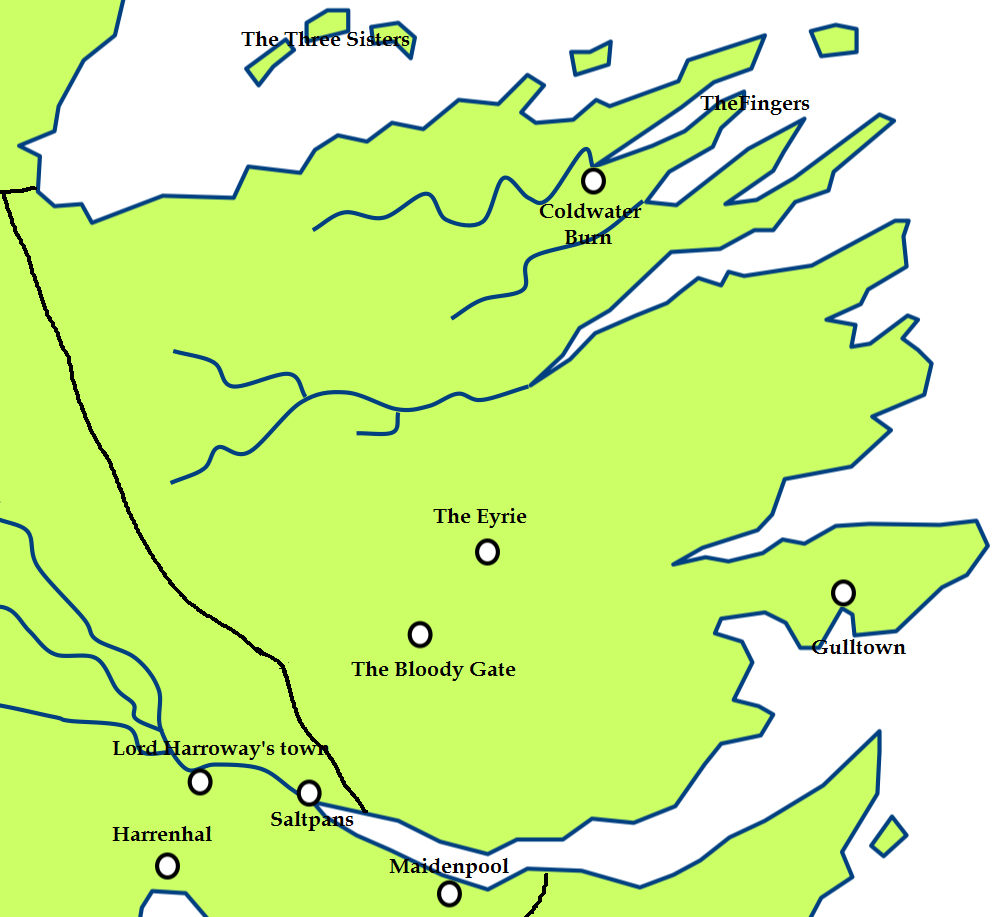 The Three Sisters
TheFingers
Coldwater
Burn
The Eyrie
The Bloody Gate
Gulltown
Lord Harroway's town
Saltpans
Harrenhal
Maidenpool